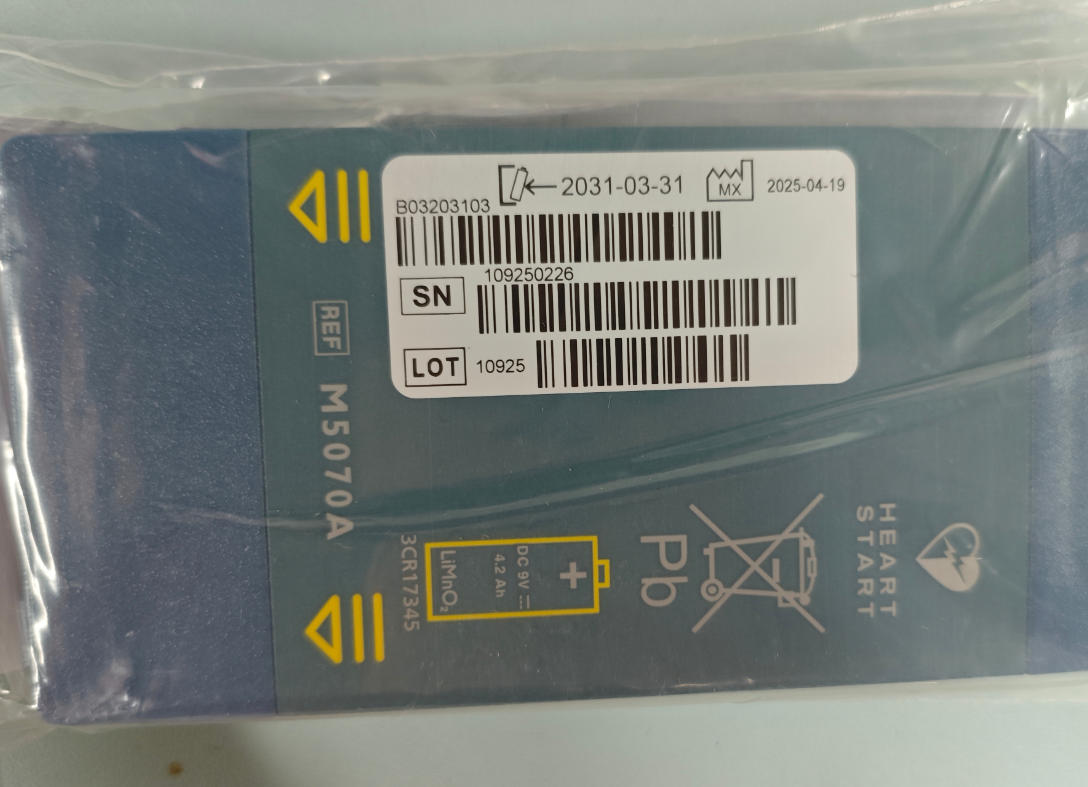 2031-03-31
MX
2025-04-19
B03203103
SN
109250226
LOT 10925
REF M5070A
3CR17345
LiMnO₂
DC 9V
4.2 Ah
+
Pb
HEART
START